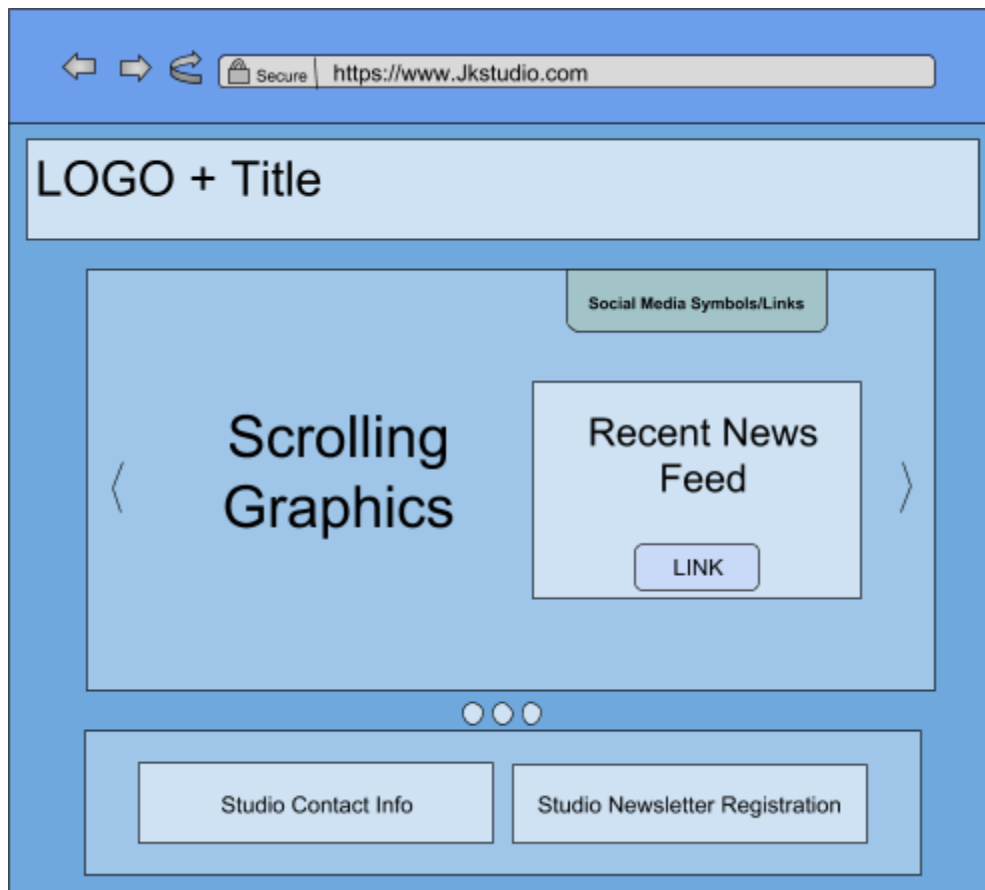 Secure https://www.Jkstudio.com
LOGO + Title
Social Media Symbols/Links
Scrolling
Graphics
Recent News
Feed
LINK
Studio Contact Info
Studio Newsletter Registration